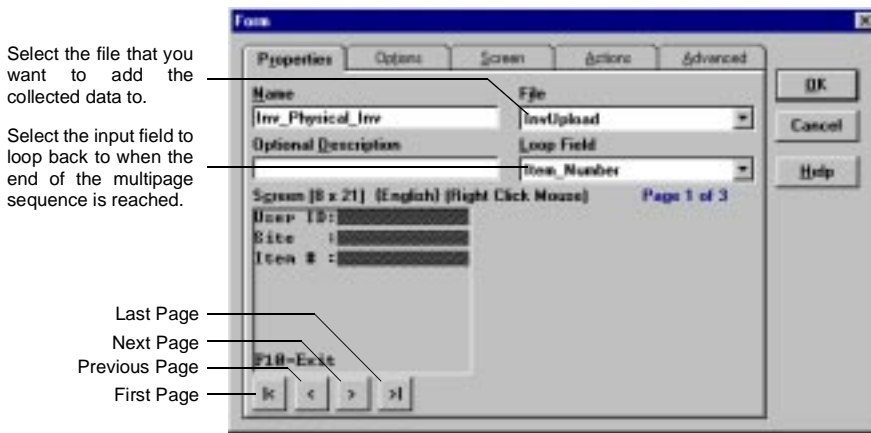 Form
Select the file that you
want to add the
collected data to.
Select the input field to
loop back to when the
end of the multipage
sequence is reached.
Properties Options Screen Actions Advanced
Name File
Inv_Physical_Inv InvUpload
Optional Description Loop Field
Item_Number
Screen [8 x 21] (English) (Right Click Mouse) Page 1 of 3
User ID:
Site :
Item # :
F10-Exit
OK
Cancel
Help
Last Page
Next Page
Previous Page
First Page
|< < > >|